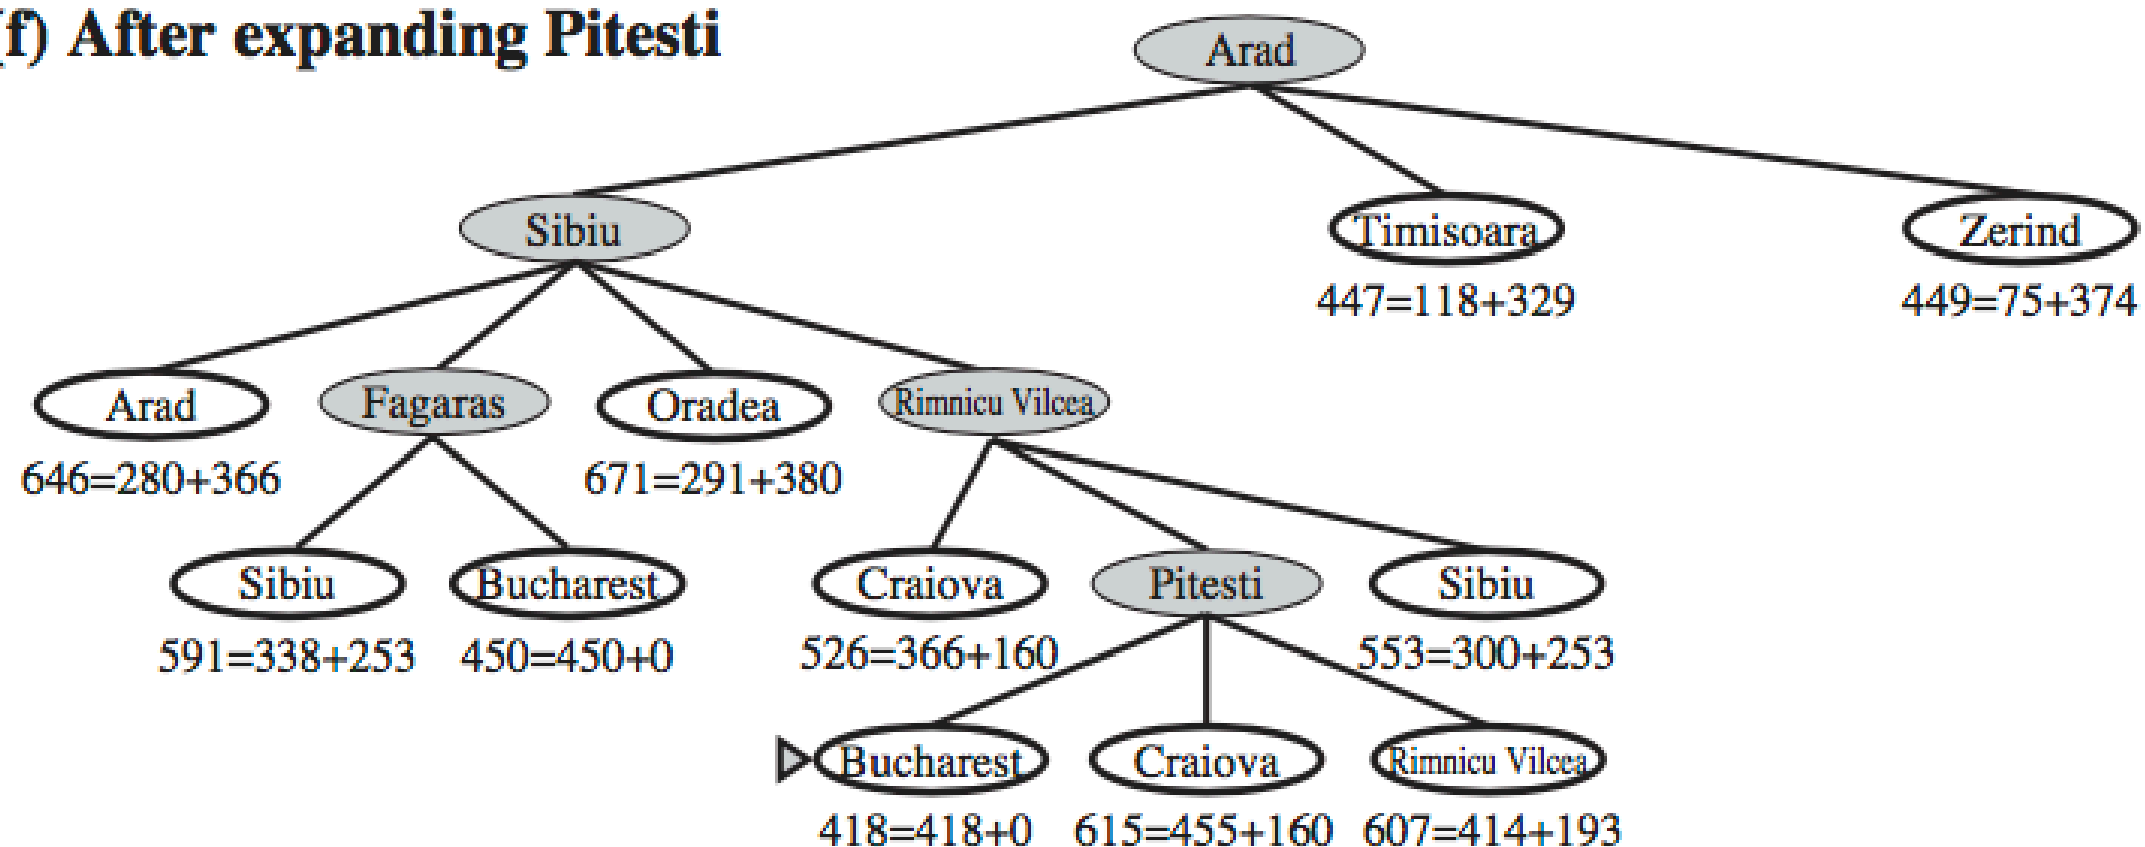 (f) After expanding Pitesti
Arad
Sibiu
Timisoara
Zerind
447=118+329
449=75+374
Arad
Fagaras
Oradea
Rimnicu Vilcea
646=280+366
671=291+380
Sibiu
Bucharest
Craiova
Pitesti
Sibiu
591=338+253
450=450+0
526=366+160
553=300+253
Bucharest
Craiova
Rimnicu Vilcea
418=418+0
615=455+160
607=414+193